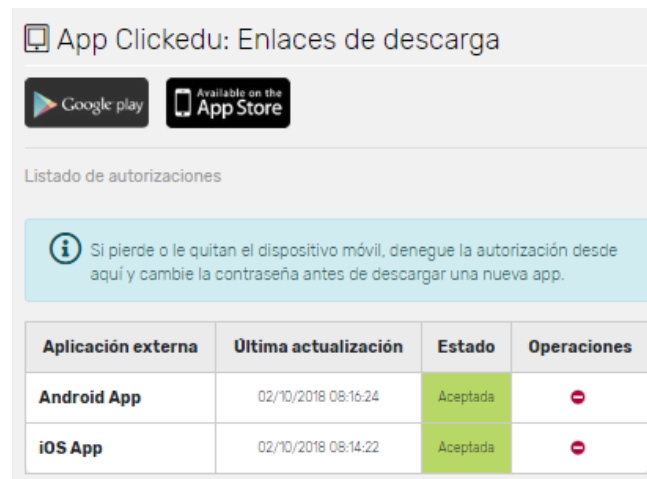 App Clickedu: Enlaces de descarga
Google play
Available on the
App Store
Listado de autorizaciones
Si pierde o le quitan el dispositivo móvil, denegue la autorización desde
aquí y cambie la contraseña antes de descargar una nueva app.
Aplicación externa Última actualización Estado Operaciones
Android App 02/10/2018 08:16:24 Aceptada
iOS App 02/10/2018 08:14:22 Aceptada